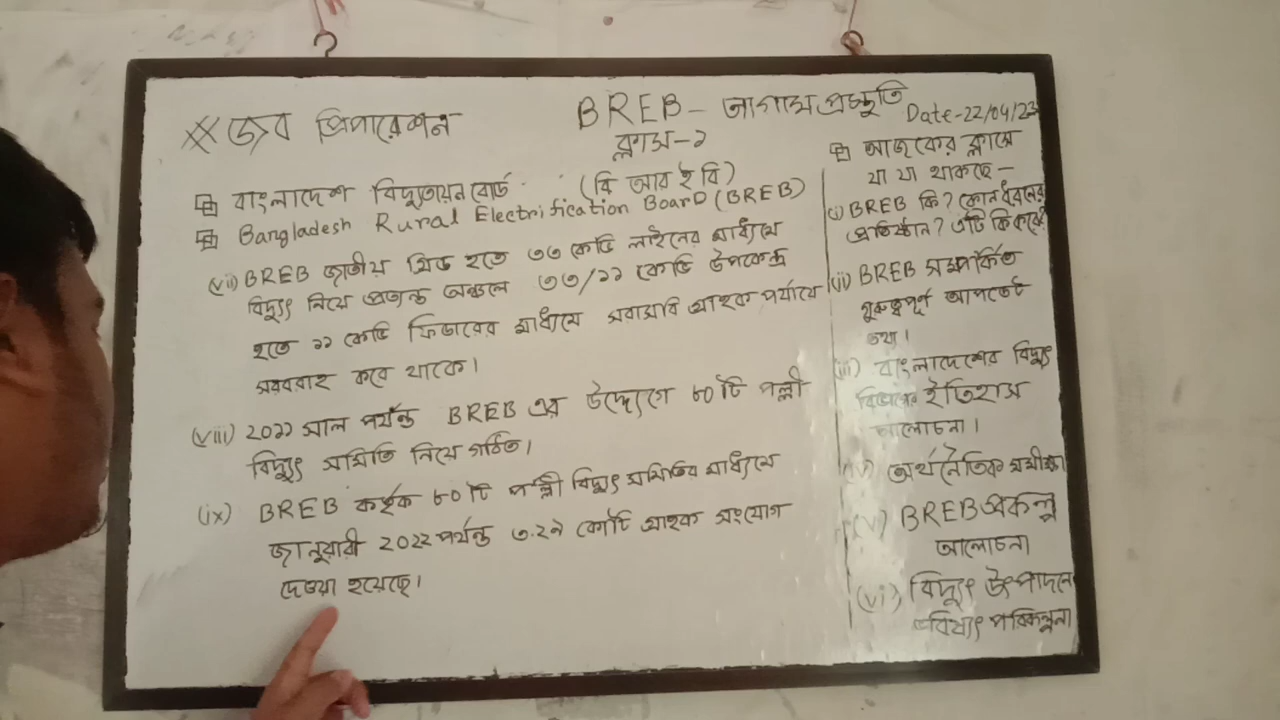 ※ জব প্রিপারেশন
BREB - আগাম প্রস্তুতি
ক্লাস-১
Date-22/04/23
বাংলাদেশ বিদ্যুতায়ন বোর্ড (বি আর ই বি)
Bangladesh Rural Electrification Board (BREB)
(vii) BREB জাতীয় গ্রিড হতে ৩৩ কেভি লাইনের মাধ্যমে
বিদ্যুৎ নিয়ে প্রত্যন্ত অঞ্চলে ৩৩/১১ কেভি উপকেন্দ্র
হতে ১১ কেভি ফিডারের মাধ্যমে সরাসরি গ্রাহক পর্যায়ে
সরবরাহ করে থাকে।
(viii) ২০১১ সাল পর্যন্ত BREB এর উদ্যোগে ৮০টি পল্লী
বিদ্যুৎ সমিতি নিয়ে গঠিত।
(ix) BREB কর্তৃক ৮০টি পল্লী বিদ্যুৎ সমিতির মাধ্যমে
জানুয়ারী ২০২২ পর্যন্ত ৩.২৯ কোটি গ্রাহক সংযোগ
দেওয়া হয়েছে।
আজকের ক্লাসে
যা যা থাকছে -
(i) BREB কি? কোন ধরনের
প্রতিষ্ঠান? এটি কি করে?
(ii) BREB সম্পর্কিত
গুরুত্বপূর্ণ আপডেট
তথ্য।
(iii) বাংলাদেশের বিদ্যুৎ
বিভাগের ইতিহাস
আলোচনা।
(iv) অর্থনৈতিক সমীক্ষা
(v) BREB প্রকল্প
আলোচনা
(vi) বিদ্যুৎ উৎপাদনে
ভবিষ্যৎ পরিকল্পনা